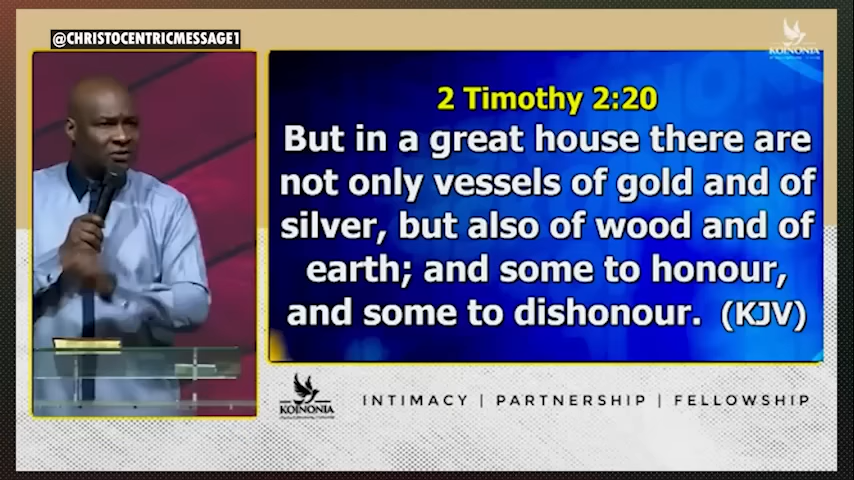 @CHRISTOCENTRICMESSAGE1
KOINONIA
2 Timothy 2:20
But in a great house there are
not only vessels of gold and of
silver, but also of wood and of
earth; and some to honour,
and some to dishonour. (KJV)
KOINONIA
INTIMACY | PARTNERSHIP | FELLOWSHIP